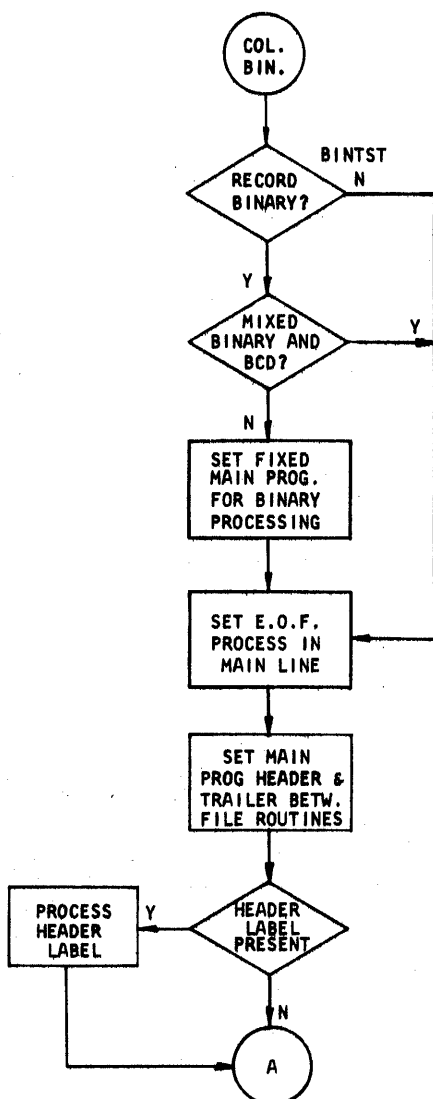 COL.
BIN.
BINTST
N
RECORD
BINARY?
Y
MIXED
BINARY AND
BCD?
Y
N
SET FIXED
MAIN PROG.
FOR BINARY
PROCESSING
SET E.O.F.
PROCESS IN
MAIN LINE
SET MAIN
PROG HEADER &
TRAILER BETW.
FILE ROUTINES
HEADER
LABEL
PRESENT
Y
PROCESS
HEADER
LABEL
N
A